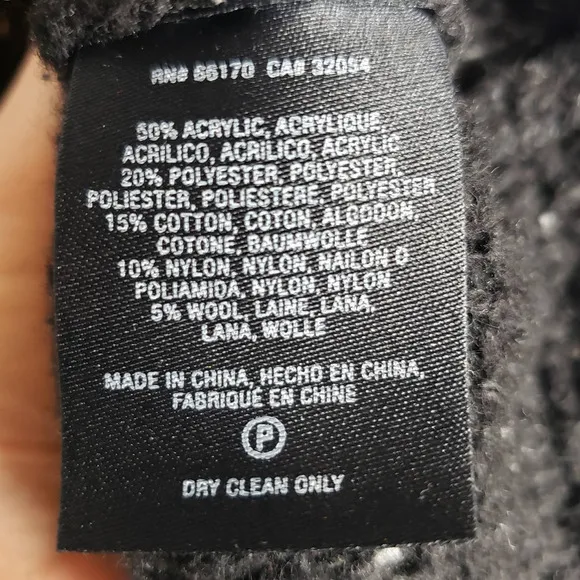 RN# 66170 CA# 32054
50% ACRYLIC, ACRYLIQUE,
ACRILICO, ACRILICO, ACRYLIC
20% POLYESTER, POLYESTER,
POLIESTER, POLIESTERE, POLYESTER
15% COTTON, COTON, ALGODON,
COTONE, BAUMWOLLE
10% NYLON, NYLON, NAILON O
POLIAMIDA, NYLON, NYLON
5% WOOL, LAINE, LANA,
LANA, WOLLE
MADE IN CHINA, HECHO EN CHINA,
FABRIQUÉ EN CHINE
P
DRY CLEAN ONLY